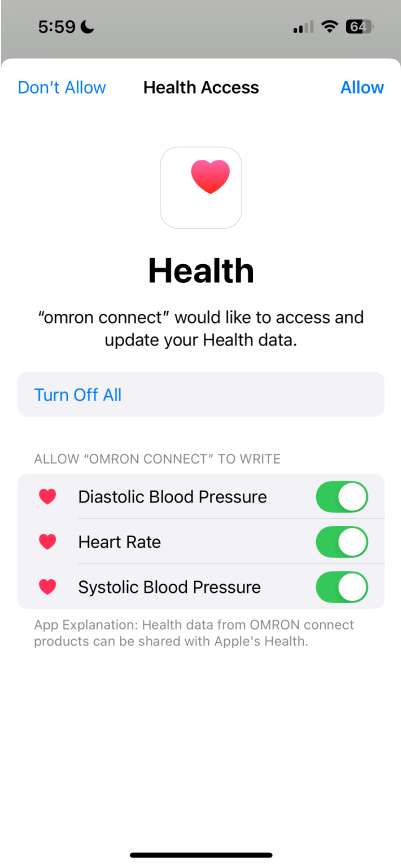 5:59
64
Don’t Allow
Health Access
Allow
Health
“omron connect” would like to access and
update your Health data.
Turn Off All
ALLOW “OMRON CONNECT” TO WRITE
Diastolic Blood Pressure
Heart Rate
Systolic Blood Pressure
App Explanation: Health data from OMRON connect
products can be shared with Apple's Health.